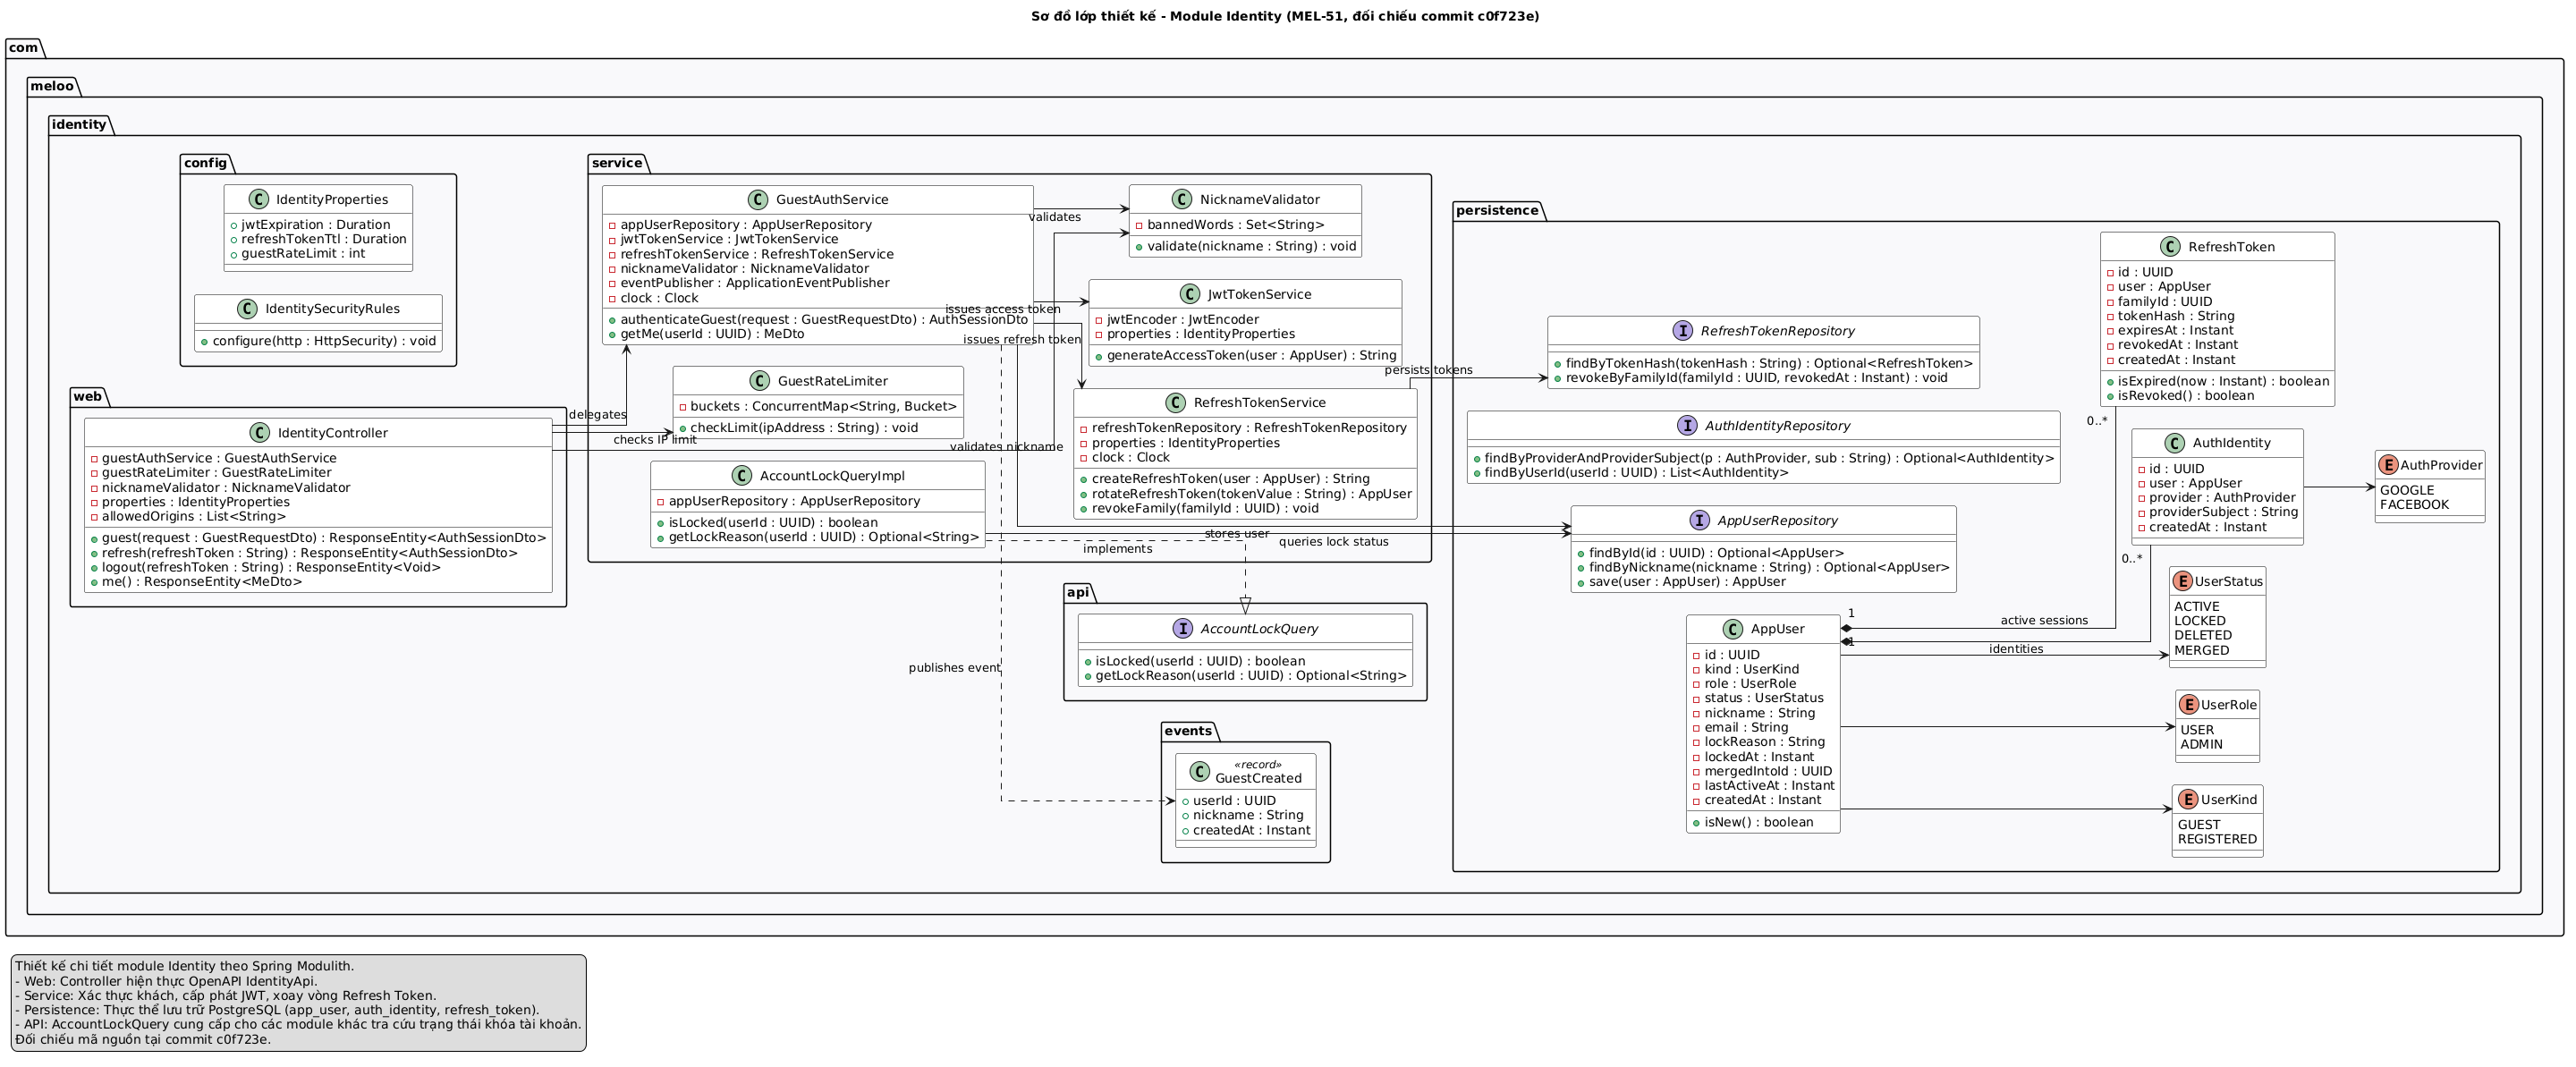 Sơ đồ lớp thiết kế - Module Identity (MEL-51, đối chiếu commit c0f723e)
com
meloo
identity
config
IdentityProperties
jwtExpiration : Duration
refreshTokenTtl : Duration
guestRateLimit : int
IdentitySecurityRules
configure(http : HttpSecurity) : void
web
IdentityController
guestAuthService : GuestAuthService
guestRateLimiter : GuestRateLimiter
nicknameValidator : NicknameValidator
properties : IdentityProperties
allowedOrigins : List<String>
guest(request : GuestRequestDto) : ResponseEntity<AuthSessionDto>
refresh(refreshToken : String) : ResponseEntity<AuthSessionDto>
logout(refreshToken : String) : ResponseEntity<Void>
me() : ResponseEntity<MeDto>
service
GuestAuthService
appUserRepository : AppUserRepository
jwtTokenService : JwtTokenService
refreshTokenService : RefreshTokenService
nicknameValidator : NicknameValidator
eventPublisher : ApplicationEventPublisher
clock : Clock
authenticateGuest(request : GuestRequestDto) : AuthSessionDto
getMe(userId : UUID) : MeDto
GuestRateLimiter
buckets : ConcurrentMap<String, Bucket>
checkLimit(ipAddress : String) : void
AccountLockQueryImpl
appUserRepository : AppUserRepository
isLocked(userId : UUID) : boolean
getLockReason(userId : UUID) : Optional<String>
NicknameValidator
bannedWords : Set<String>
validate(nickname : String) : void
JwtTokenService
jwtEncoder : JwtEncoder
properties : IdentityProperties
generateAccessToken(user : AppUser) : String
RefreshTokenService
refreshTokenRepository : RefreshTokenRepository
properties : IdentityProperties
clock : Clock
createRefreshToken(user : AppUser) : String
rotateRefreshToken(tokenValue : String) : AppUser
revokeFamily(familyId : UUID) : void
validates
issues access token
issues refresh token
delegates
checks IP limit
validates nickname
persists tokens
stores user
queries lock status
implements
publishes event
api
AccountLockQuery
isLocked(userId : UUID) : boolean
getLockReason(userId : UUID) : Optional<String>
events
«record»
GuestCreated
userId : UUID
nickname : String
createdAt : Instant
persistence
RefreshTokenRepository
findByTokenHash(tokenHash : String) : Optional<RefreshToken>
revokeByFamilyId(familyId : UUID, revokedAt : Instant) : void
AuthIdentityRepository
findByProviderAndProviderSubject(p : AuthProvider, sub : String) : Optional<AuthIdentity>
findByUserId(userId : UUID) : List<AuthIdentity>
AppUserRepository
findById(id : UUID) : Optional<AppUser>
findByNickname(nickname : String) : Optional<AppUser>
save(user : AppUser) : AppUser
AppUser
id : UUID
kind : UserKind
role : UserRole
status : UserStatus
nickname : String
email : String
lockReason : String
lockedAt : Instant
mergedIntoId : UUID
lastActiveAt : Instant
createdAt : Instant
isNew() : boolean
RefreshToken
id : UUID
user : AppUser
familyId : UUID
tokenHash : String
expiresAt : Instant
revokedAt : Instant
createdAt : Instant
isExpired(now : Instant) : boolean
isRevoked() : boolean
0..*
AuthIdentity
id : UUID
user : AppUser
provider : AuthProvider
providerSubject : String
createdAt : Instant
0..*
AuthProvider
GOOGLE
FACEBOOK
UserStatus
ACTIVE
LOCKED
DELETED
MERGED
1
active sessions
1
identities
UserRole
USER
ADMIN
UserKind
GUEST
REGISTERED
Thiết kế chi tiết module Identity theo Spring Modulith.
- Web: Controller hiện thực OpenAPI IdentityApi.
- Service: Xác thực khách, cấp phát JWT, xoay vòng Refresh Token.
- Persistence: Thực thể lưu trữ PostgreSQL (app_user, auth_identity, refresh_token).
- API: AccountLockQuery cung cấp cho các module khác tra cứu trạng thái khóa tài khoản.
Đối chiếu mã nguồn tại commit c0f723e.